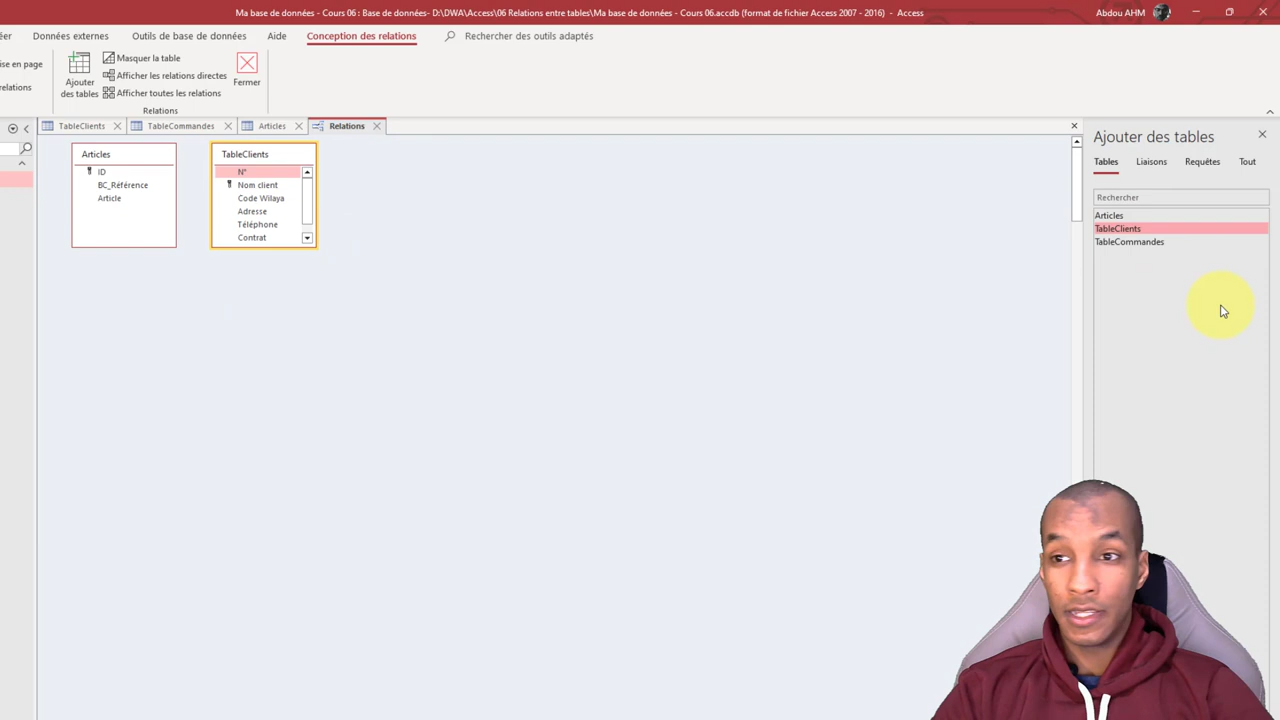 Ma base de données - Cours 06 : Base de données- D:\DWA\Access\06 Relations entre tables\Ma base de données - Cours 06.accdb (format de fichier Access 2007 - 2016) - Access
Abdou AHM
éer
Données externes
Outils de base de données
Aide
Conception des relations
Rechercher des outils adaptés
ise en page
elations
Ajouter
des tables
Masquer la table
Afficher les relations directes
Afficher toutes les relations
Fermer
Relations
TableClients
TableCommandes
Articles
Relations
Articles
ID
BC_Référence
Article
TableClients
N°
Nom client
Code Wilaya
Adresse
Téléphone
Contrat
Ajouter des tables
Tables
Liaisons
Requêtes
Tout
Rechercher
Articles
TableClients
TableCommandes